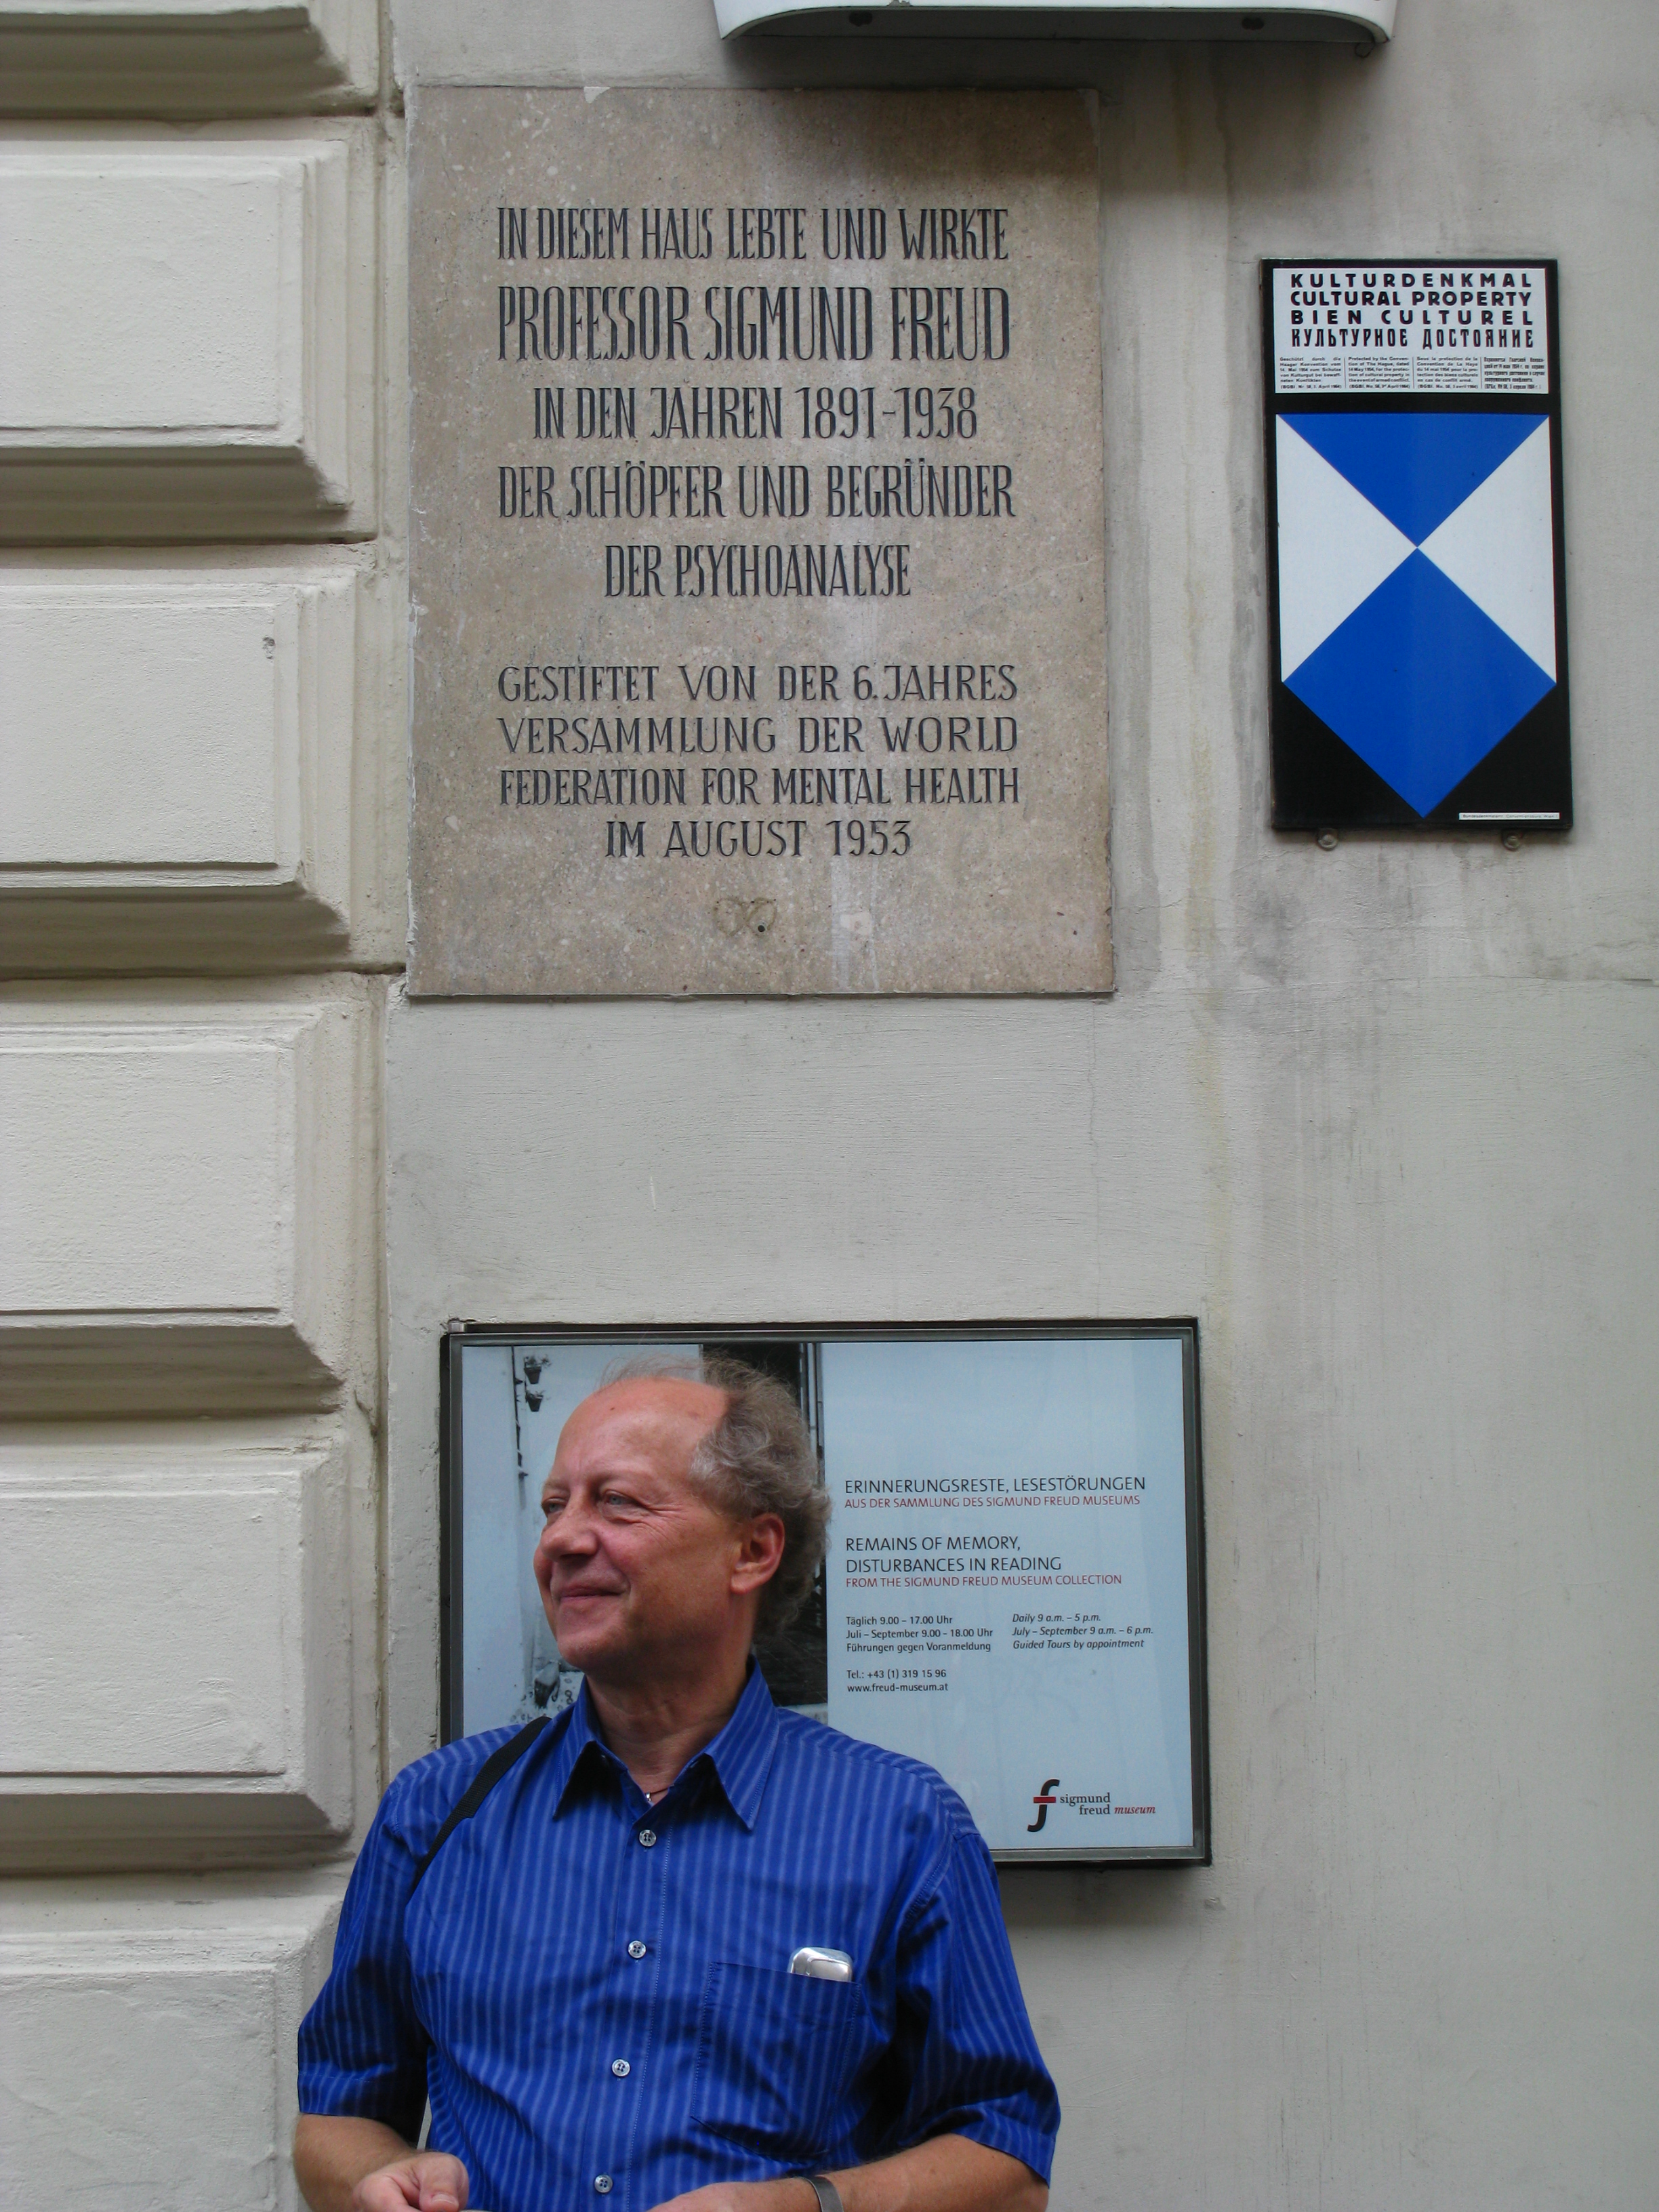 IN DIESEM HAUS LEBTE UND WIRKTE
PROFESSOR SIGMUND FREUD
IN DEN JAHREN 1891-1938
DER SCHÖPFER UND BEGRÜNDER
DER PSYCHOANALYSE
GESTIFTET VON DER 6. JAHRES
VERSAMMLUNG DER WORLD
FEDERATION FOR MENTAL HEALTH
IM AUGUST 1953
KULTURDENKMAL
CULTURAL PROPERTY
BIEN CULTUREL
КУЛЬТУРНОЕ ДОСТОЯНИЕ
ERINNERUNGSRESTE, LESESTÖRUNGEN
AUS DER SAMMLUNG DES SIGMUND FREUD MUSEUMS
REMAINS OF MEMORY,
DISTURBANCES IN READING
FROM THE SIGMUND FREUD MUSEUM COLLECTION
Täglich 9.00 – 17.00 Uhr
Juli – September 9.00 - 18.00 Uhr
Führungen gegen Voranmeldung
Daily 9 a.m. – 5 p.m.
July – September 9 a.m. – 6 p.m.
Guided Tours by appointment
Tel.: +43 (1) 319 15 96
www.freud-museum.at
sigmund
freud museum